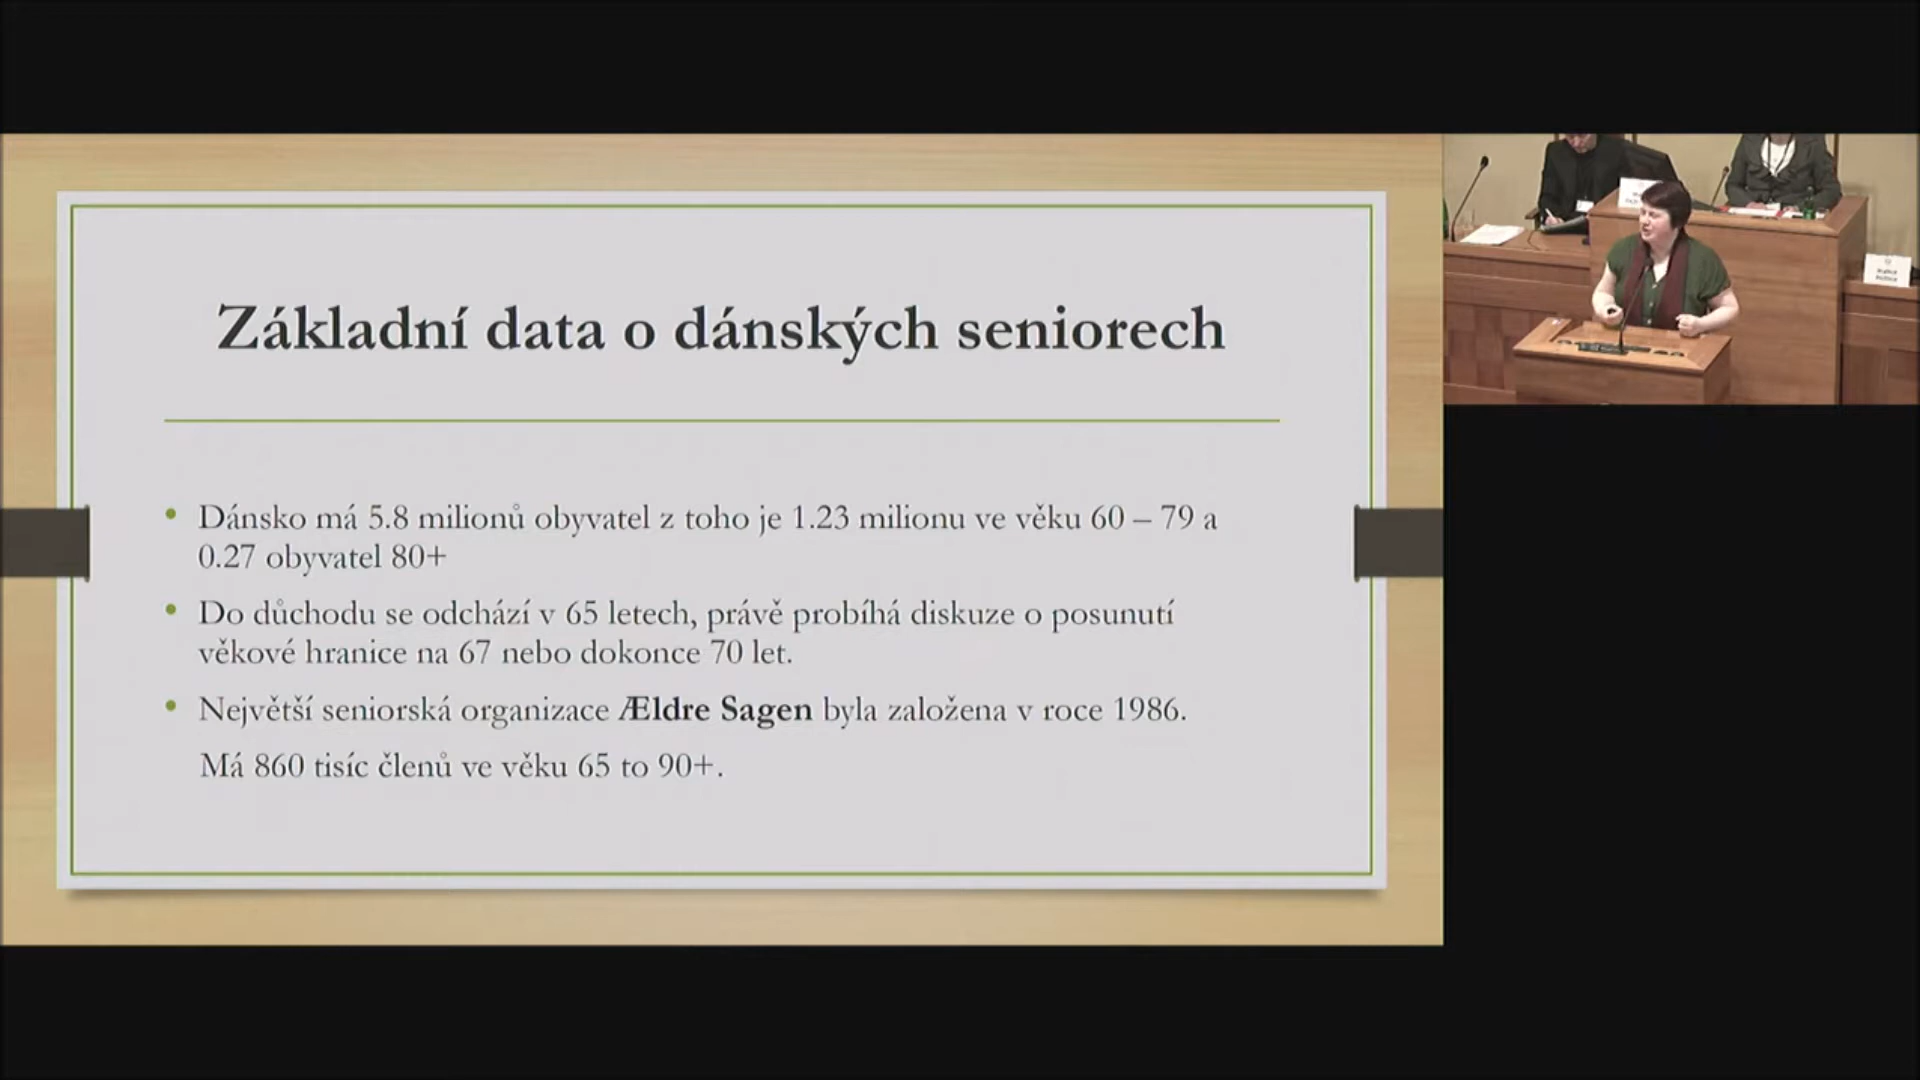 Základní data o dánských seniorech
• Dánsko má 5.8 milionů obyvatel z toho je 1.23 milionu ve věku 60 – 79 a
0.27 obyvatel 80+
• Do důchodu se odchází v 65 letech, právě probíhá diskuze o posunutí
věkové hranice na 67 nebo dokonce 70 let.
• Největší seniorská organizace Ældre Sagen byla založena v roce 1986.
Má 860 tisíc členů ve věku 65 to 90+.